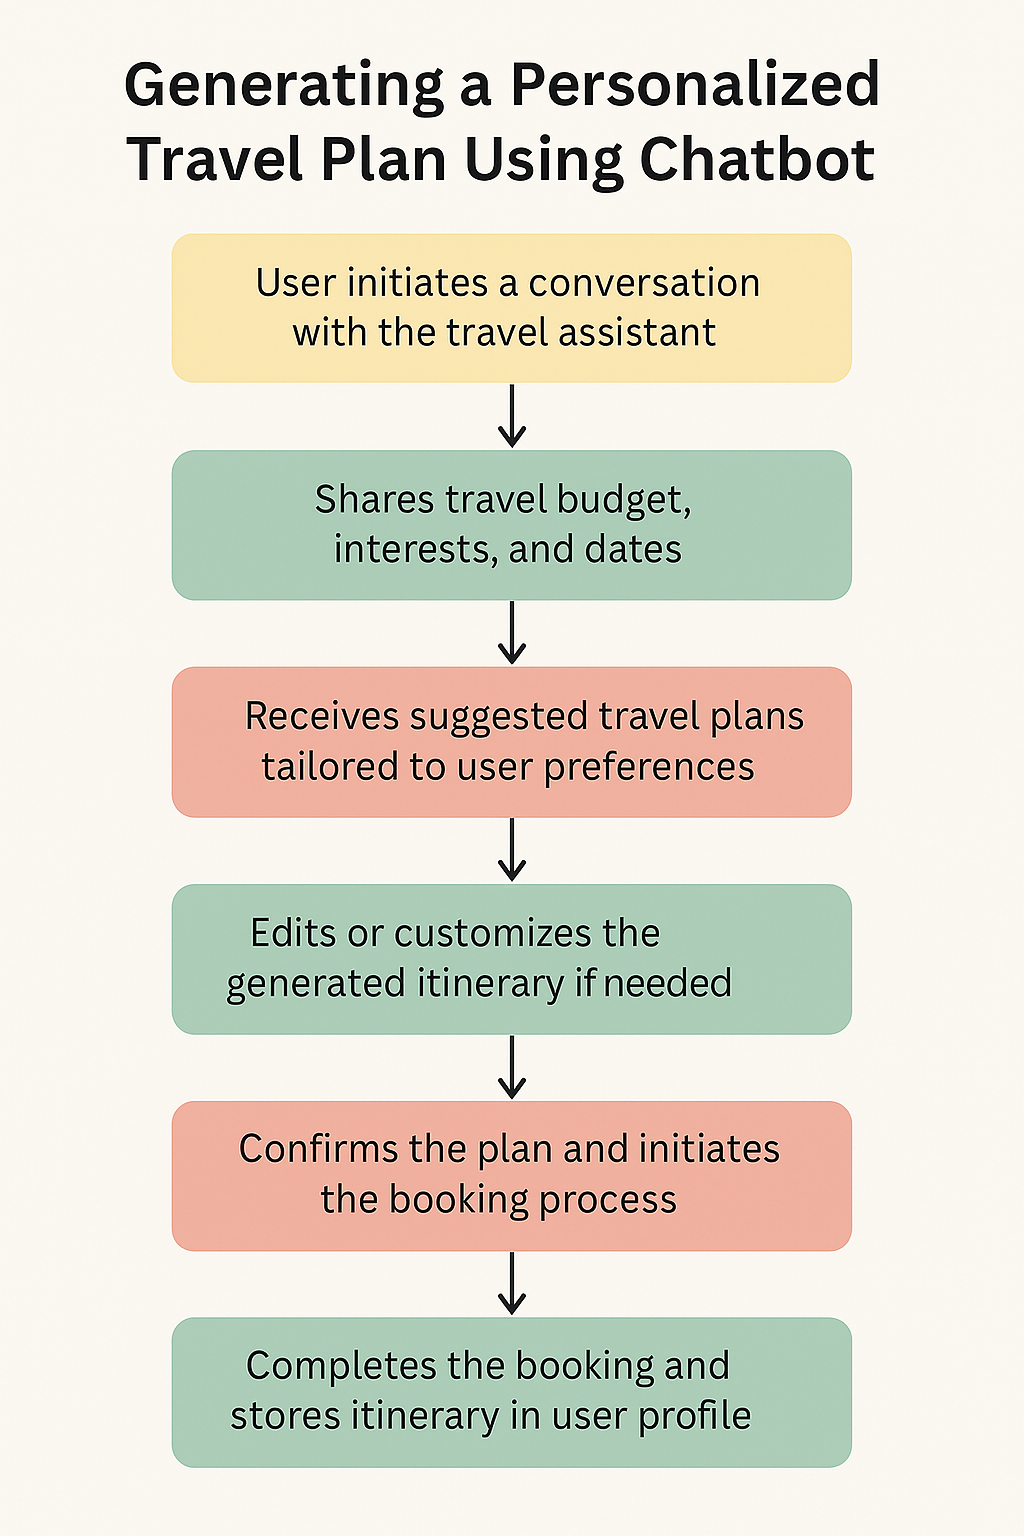 Generating a Personalized
Travel Plan Using Chatbot
User initiates a conversation
with the travel assistant
Shares travel budget,
interests, and dates
Receives suggested travel plans
tailored to user preferences
Edits or customizes the
generated itinerary if needed
Confirms the plan and initiates
the booking process
Completes the booking and
stores itinerary in user profile